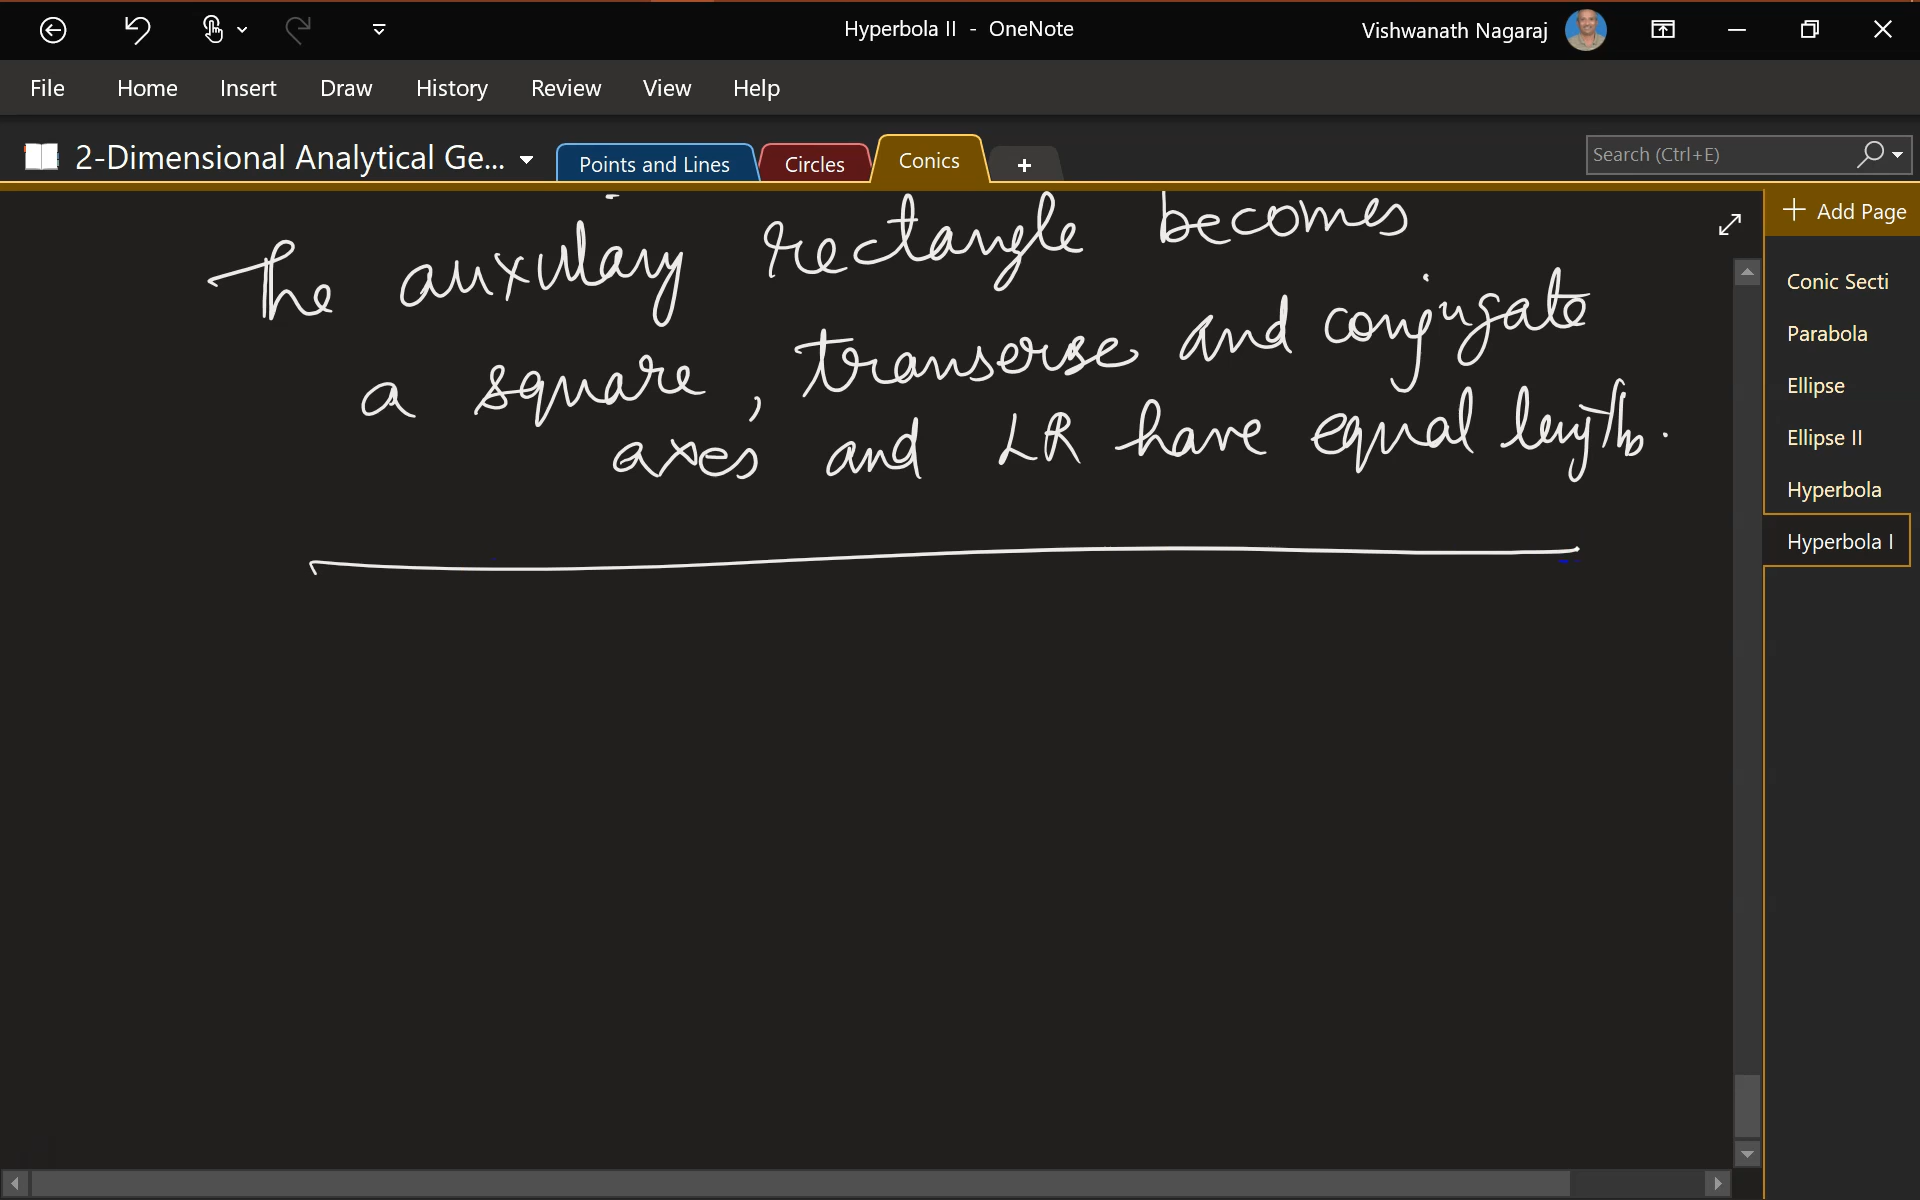 Hyperbola II - OneNote
Vishwanath Nagaraj
File Home Insert Draw History Review View Help
2-Dimensional Analytical Ge...
Points and Lines
Circles
Conics
+
Search (Ctrl+E)
The auxiliary rectangle becomes
a square, transerse and conjugate
axes and LR have equal length.
Add Page
Conic Secti
Parabola
Ellipse
Ellipse II
Hyperbola
Hyperbola I